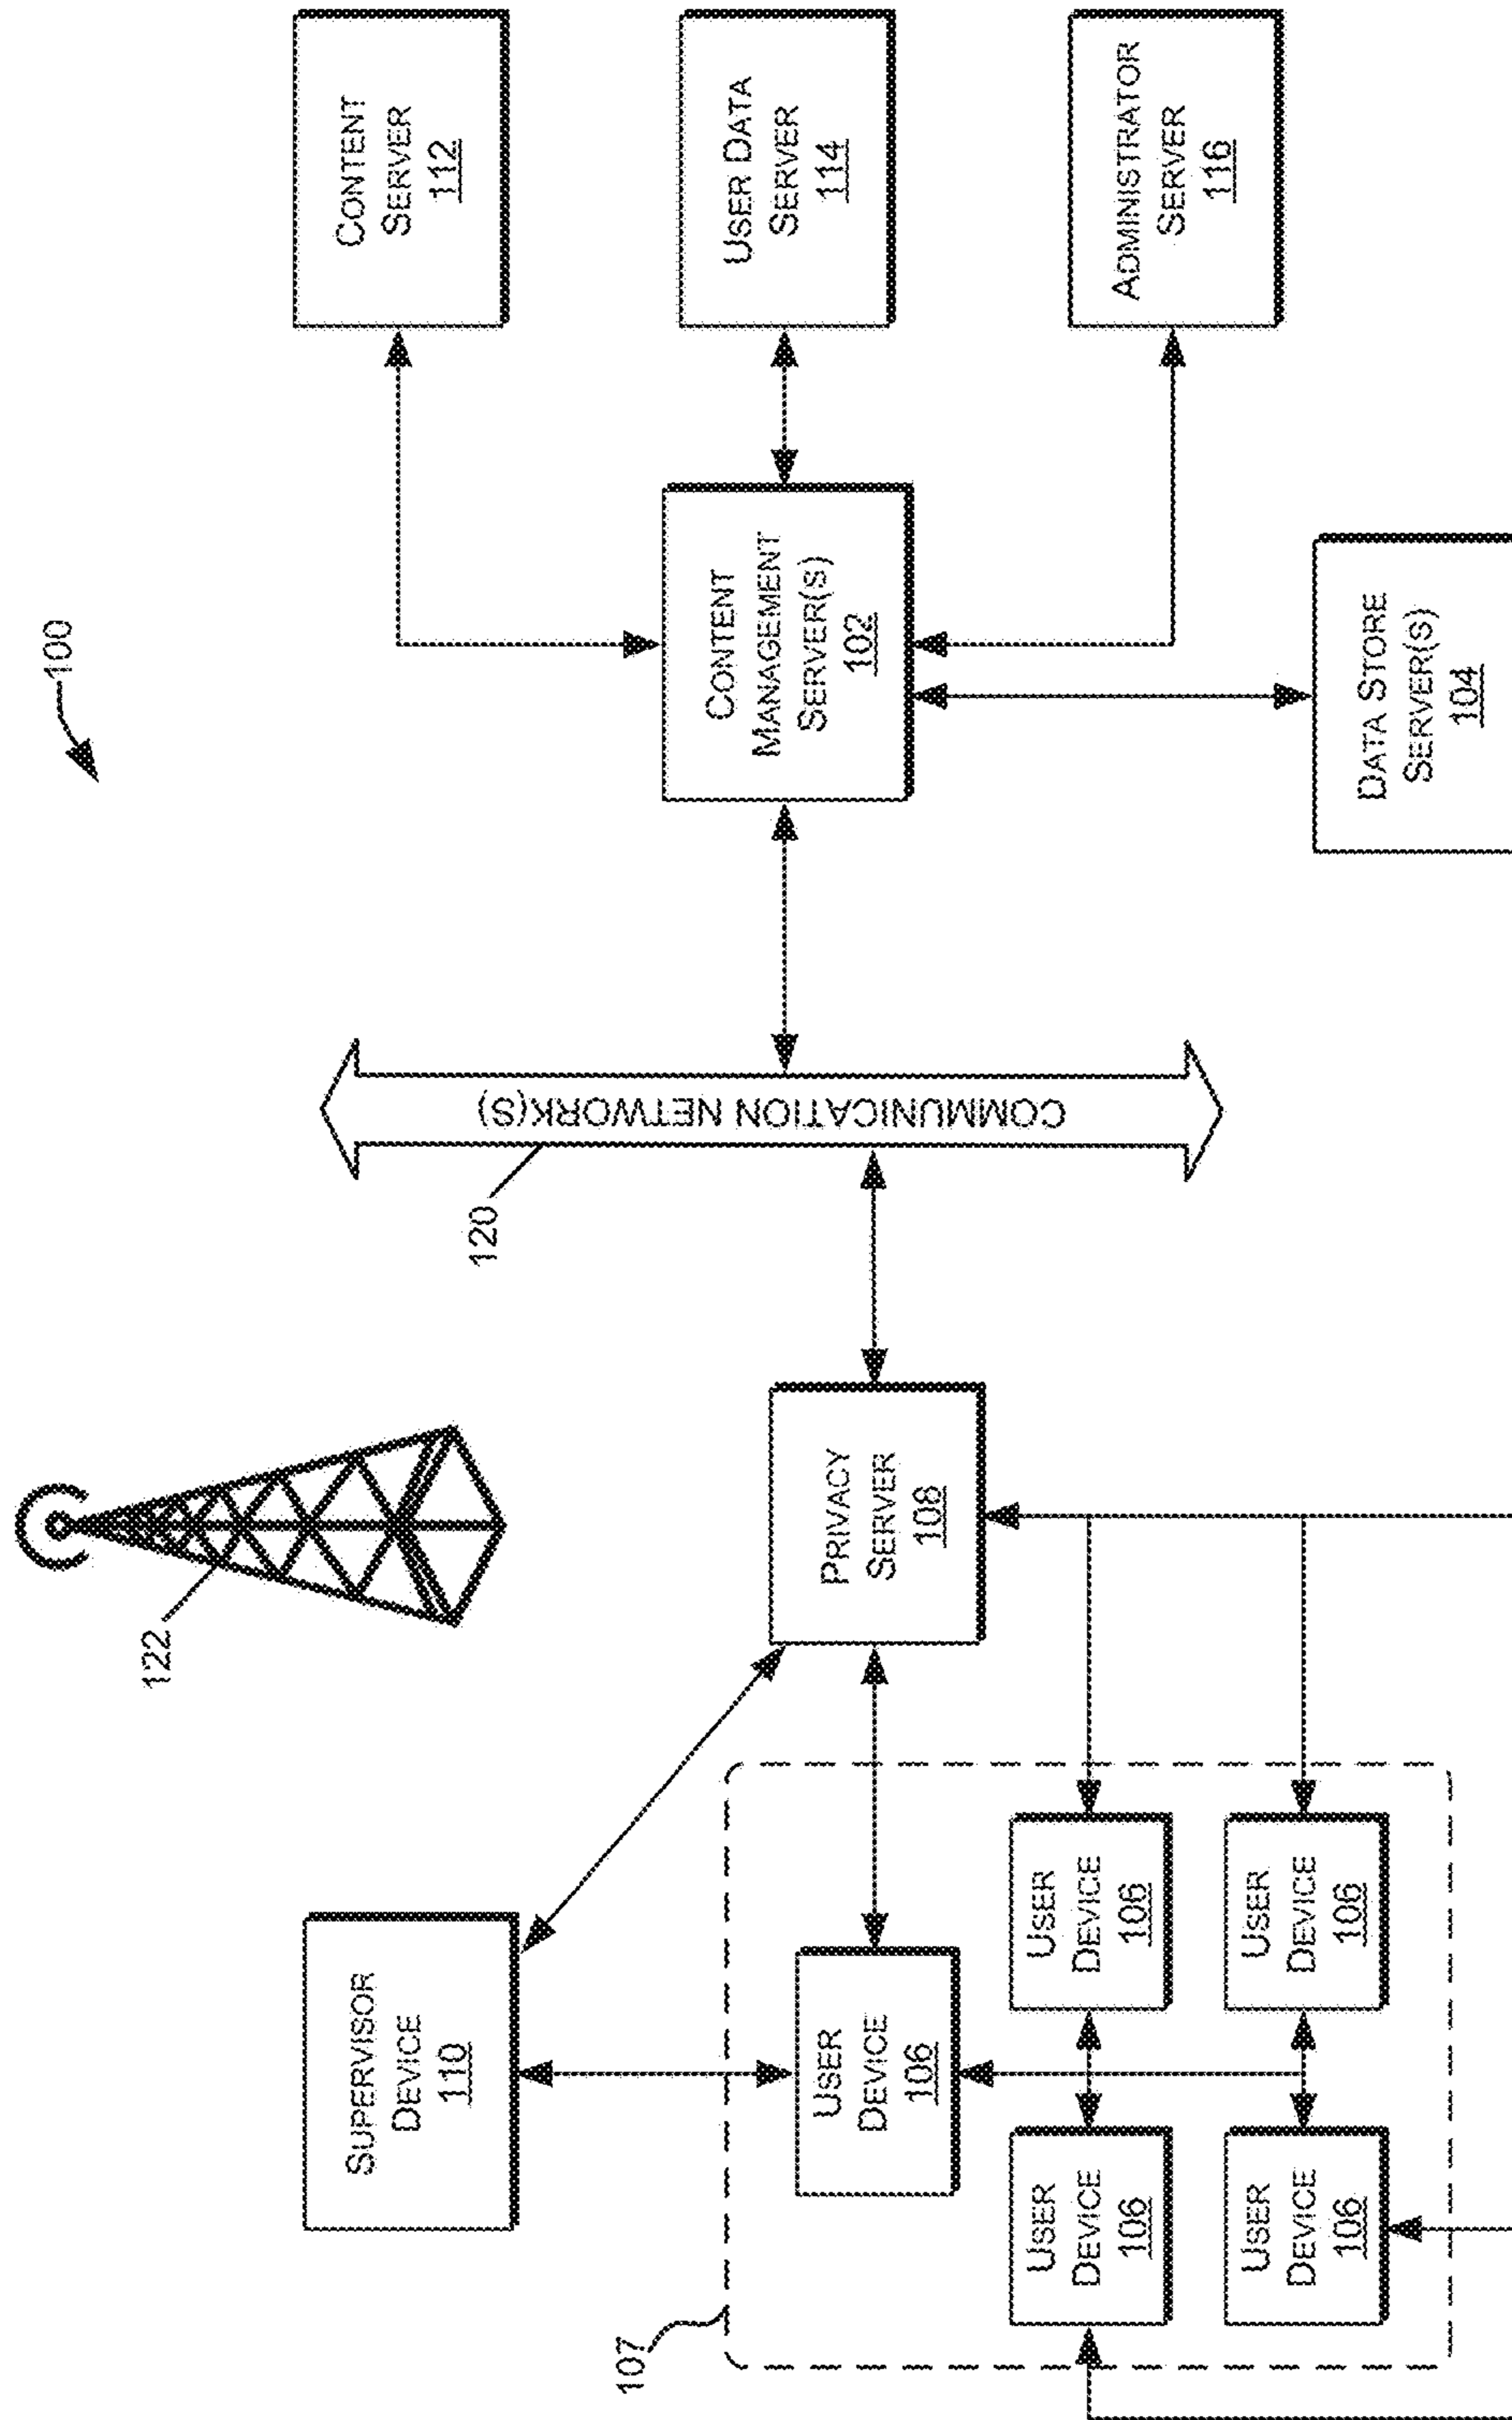 100
122
120
107
SUPERVISOR
DEVICE
110
PRIVACY
SERVER
108
COMMUNICATION NETWORK(S)
CONTENT
MANAGEMENT
SERVER(S)
102
CONTENT
SERVER
112
USER DATA
SERVER
114
ADMINISTRATOR
SERVER
116
DATA STORE
SERVER(S)
104
USER
DEVICE
106
USER
DEVICE
106
USER
DEVICE
106
USER
DEVICE
106
USER
DEVICE
106